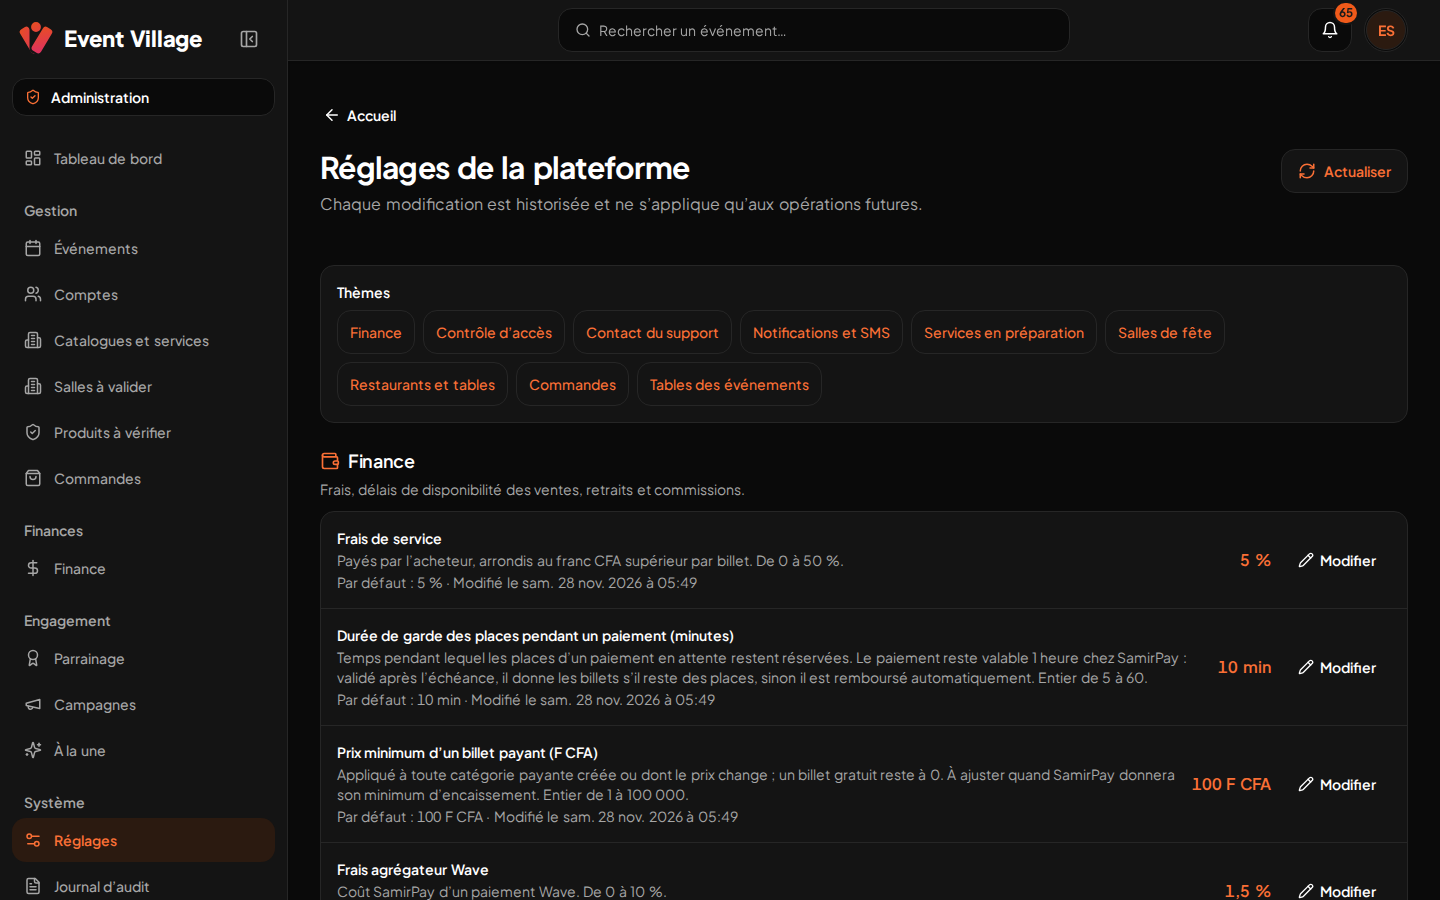 Event Village
Rechercher un événement…
65
ES
Administration
Tableau de bord
Gestion
Événements
Comptes
Catalogues et services
Salles à valider
Produits à vérifier
Commandes
Finances
Finance
Engagement
Parrainage
Campagnes
À la une
Système
Réglages
Journal d’audit
Accueil
Réglages de la plateforme
Actualiser
Chaque modification est historisée et ne s’applique qu’aux opérations futures.
Thèmes
Finance
Contrôle d’accès
Contact du support
Notifications et SMS
Services en préparation
Salles de fête
Restaurants et tables
Commandes
Tables des événements
Finance
Frais, délais de disponibilité des ventes, retraits et commissions.
Frais de service
Payés par l’acheteur, arrondis au franc CFA supérieur par billet. De 0 à 50 %.
Par défaut : 5 % · Modifié le sam. 28 nov. 2026 à 05:49
5 %
Modifier
Durée de garde des places pendant un paiement (minutes)
Temps pendant lequel les places d’un paiement en attente restent réservées. Le paiement reste valable 1 heure chez SamirPay :
validé après l’échéance, il donne les billets s’il reste des places, sinon il est remboursé automatiquement. Entier de 5 à 60.
Par défaut : 10 min · Modifié le sam. 28 nov. 2026 à 05:49
10 min
Modifier
Prix minimum d’un billet payant (F CFA)
Appliqué à toute catégorie payante créée ou dont le prix change ; un billet gratuit reste à 0. À ajuster quand SamirPay donnera
son minimum d’encaissement. Entier de 1 à 100 000.
Par défaut : 100 F CFA · Modifié le sam. 28 nov. 2026 à 05:49
100 F CFA
Modifier
Frais agrégateur Wave
Coût SamirPay d’un paiement Wave. De 0 à 10 %.
1,5 %
Modifier